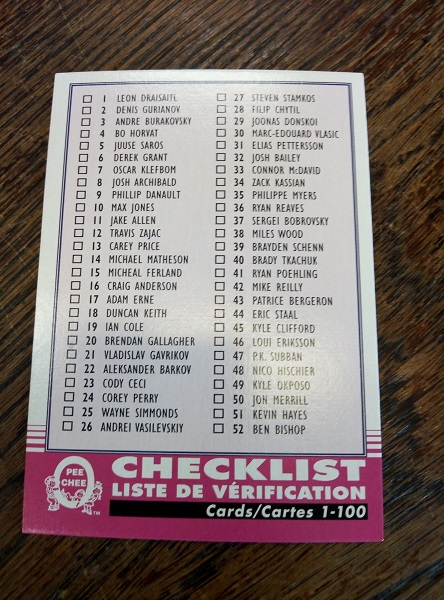 1 LEON DRAISAITL
2 DENIS GURIANOV
3 ANDRE BURAKOVSKY
4 BO HORVAT
5 JUUSE SAROS
6 DEREK GRANT
7 OSCAR KLEFBOM
8 JOSH ARCHIBALD
9 PHILLIP DANAULT
10 MAX JONES
11 JAKE ALLEN
12 TRAVIS ZAJAC
13 CAREY PRICE
14 MICHAEL MATHESON
15 MICHEAL FERLAND
16 CRAIG ANDERSON
17 ADAM ERNE
18 DUNCAN KEITH
19 IAN COLE
20 BRENDAN GALLAGHER
21 VLADISLAV GAVRIKOV
22 ALEKSANDER BARKOV
23 CODY CECI
24 COREY PERRY
25 WAYNE SIMMONDS
26 ANDREI VASILEVSKIY
27 STEVEN STAMKOS
28 FILIP CHYTIL
29 JOONAS DONSKOI
30 MARC-EDOUARD VLASIC
31 ELIAS PETTERSSON
32 JOSH BAILEY
33 CONNOR McDAVID
34 ZACK KASSIAN
35 PHILIPPE MYERS
36 RYAN REAVES
37 SERGEI BOBROVSKY
38 MILES WOOD
39 BRAYDEN SCHENN
40 BRADY TKACHUK
41 RYAN POEHLING
42 MIKE REILLY
43 PATRICE BERGERON
44 ERIC STAAL
45 KYLE CLIFFORD
46 LOUI ERIKSSON
47 P.K. SUBBAN
48 NICO HISCHIER
49 KYLE OKPOSO
50 JON MERRILL
51 KEVIN HAYES
52 BEN BISHOP
PEE
CHEE
TM
CHECKLIST
LISTE DE VÉRIFICATION
Cards/Cartes 1-100